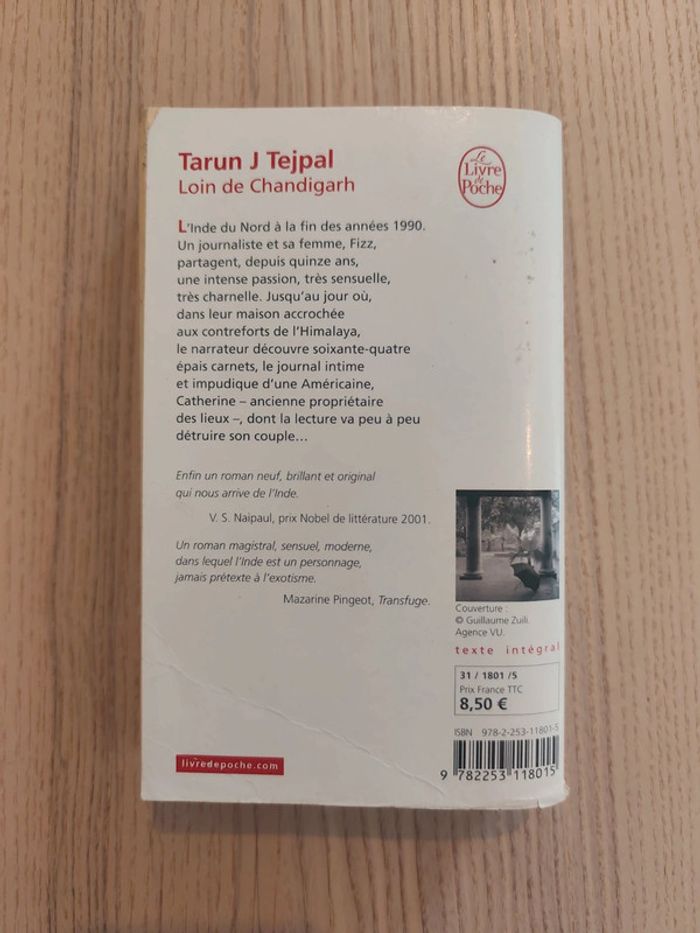 Tarun J Tejpal
Loin de Chandigarh
Le
Livre
de
Poche
L'Inde du Nord à la fin des années 1990.
Un journaliste et sa femme, Fizz,
partagent, depuis quinze ans,
une intense passion, très sensuelle,
très charnelle. Jusqu'au jour où,
dans leur maison accrochée
aux contreforts de l'Himalaya,
le narrateur découvre soixante-quatre
épais carnets, le journal intime
et impudique d'une Américaine,
Catherine – ancienne propriétaire
des lieux –, dont la lecture va peu à peu
détruire son couple…
Enfin un roman neuf, brillant et original
qui nous arrive de l'Inde.
V. S. Naipaul, prix Nobel de littérature 2001.
Un roman magistral, sensuel, moderne,
dans lequel l'Inde est un personnage,
jamais prétexte à l'exotisme.
Mazarine Pingeot, Transfuge.
Couverture :
© Guillaume Zuili.
Agence VU.
texte intégral
31 / 1801 /5
Prix France TTC
8,50 €
ISBN 978-2-253-11801-5
9 782253 118015
livredepoche.com